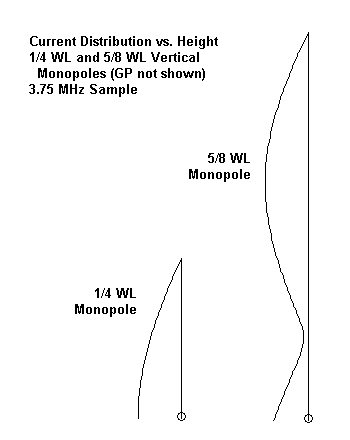 Current Distribution vs. Height
1/4 WL and 5/8 WL Vertical
Monopoles (GP not shown)
3.75 MHz Sample
5/8 WL
Monopole
1/4 WL
Monopole